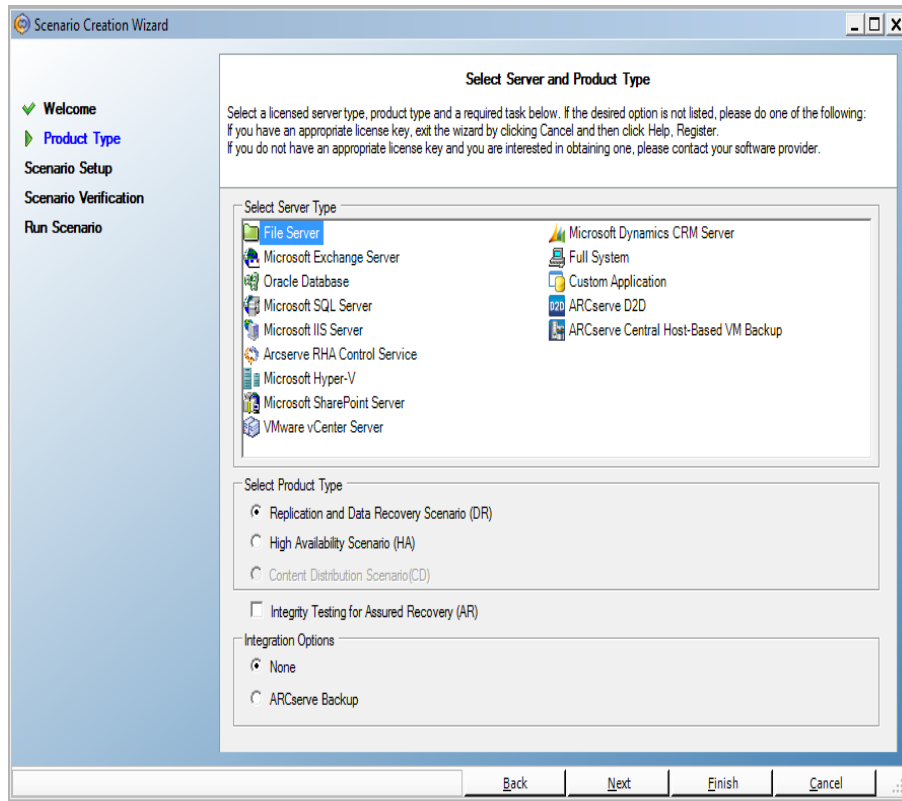 Scenario Creation Wizard
Welcome
Product Type
Scenario Setup
Scenario Verification
Run Scenario
Select Server and Product Type
Select a licensed server type, product type and a required task below. If the desired option is not listed, please do one of the following:
If you have an appropriate license key, exit the wizard by clicking Cancel and then click Help, Register.
If you do not have an appropriate license key and you are interested in obtaining one, please contact your software provider.
Select Server Type
File Server
Microsoft Exchange Server
Oracle Database
Microsoft SQL Server
Microsoft IIS Server
Arcserve RHA Control Service
Microsoft Hyper-V
Microsoft SharePoint Server
VMware vCenter Server
Microsoft Dynamics CRM Server
Full System
Custom Application
D2D ARCserve D2D
ARCserve Central Host-Based VM Backup
Select Product Type
Replication and Data Recovery Scenario (DR)
High Availability Scenario (HA)
Content Distribution Scenario(CD)
Integrity Testing for Assured Recovery (AR)
Integration Options
None
ARCserve Backup
Back Next Finish Cancel